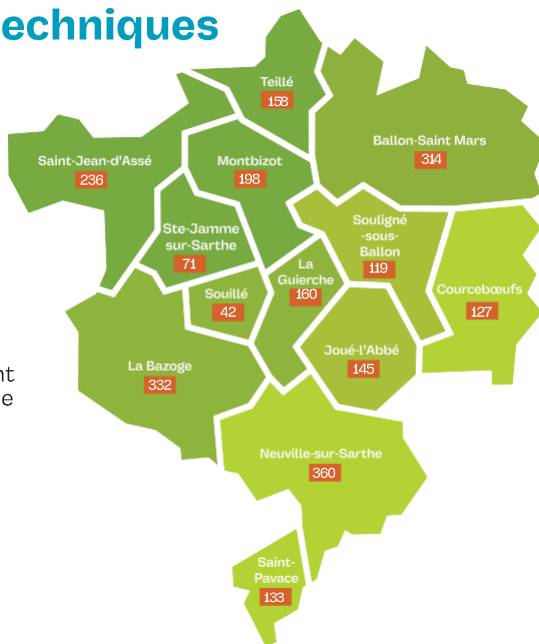 echniques
Teillé
158
Ballon-Saint Mars
314
Saint-Jean-d'Assé
236
Montbizot
198
Ste-Jamme
sur-Sarthe
71
Souligné
-sous-
Ballon
119
La
Guierche
160
Souillé
42
Courcebœufs
127
La Bazoge
332
Joué-l'Abbé
145
nt
e
Neuville-sur-Sarthe
360
Saint-
Pavace
133